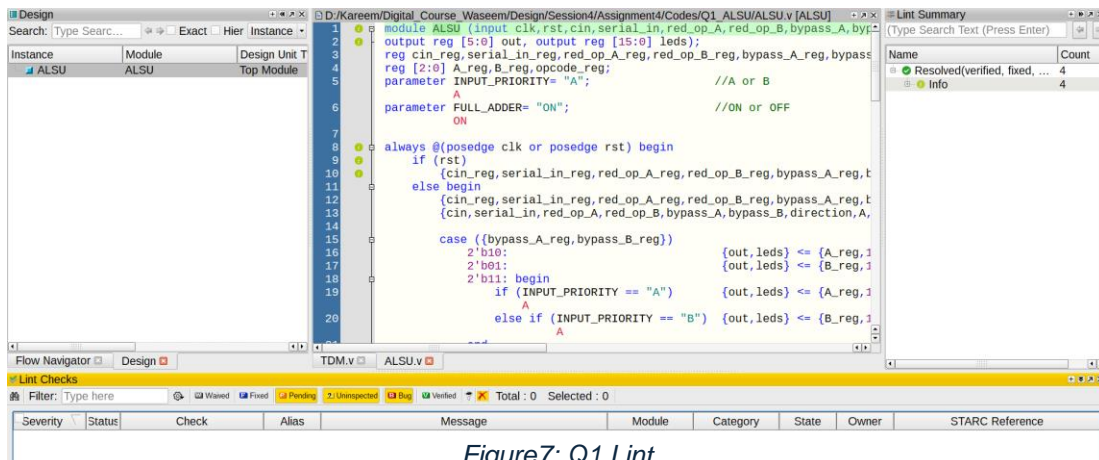 Design
Search: Type Searc... Exact Hier Instance
Instance Module Design Unit T
ALSU ALSU Top Module
Flow Navigator Design
D:/Kareem/Digital_Course_Waseem/Design/Session4/Assignment4/Codes/Q1_ALSU/ALSU.v [ALSU]
1 module ALSU (input clk,rst,cin,serial_in,red_op_A,red_op_B,bypass_A,byp
2 output reg [5:0] out, output reg [15:0] leds);
3 reg cin_reg,serial_in_reg,red_op_A_reg,red_op_B_reg,bypass_A_reg,bypass
4 reg [2:0] A_reg,B_reg,opcode_reg;
5 parameter INPUT_PRIORITY= "A"; //A or B
A
6 parameter FULL_ADDER= "ON"; //ON or OFF
ON
7
8 always @(posedge clk or posedge rst) begin
9 if (rst)
10 {cin_reg,serial_in_reg,red_op_A_reg,red_op_B_reg,bypass_A_reg,b
11 else begin
12 {cin_reg,serial_in_reg,red_op_A_reg,red_op_B_reg,bypass_A_reg,b
13 {cin,serial_in,red_op_A,red_op_B,bypass_A,bypass_B,direction,A,
14
15 case ({bypass_A_reg,bypass_B_reg})
16 2'b10: {out,leds} <= {A_reg,1
17 2'b01: {out,leds} <= {B_reg,1
18 2'b11: begin
19 if (INPUT_PRIORITY == "A") {out,leds} <= {A_reg,1
A
20 else if (INPUT_PRIORITY == "B") {out,leds} <= {B_reg,1
A
TDM.v ALSU.v
Lint Summary
(Type Search Text (Press Enter)
Name Count
Resolved(verified, fixed, ... 4
Info 4
Lint Checks
Filter: Type here Waived Fixed Pending Uninspected Bug Verified Total : 0 Selected : 0
Severity Status Check Alias Message Module Category State Owner STARC Reference
Figure7: Q1 Lint